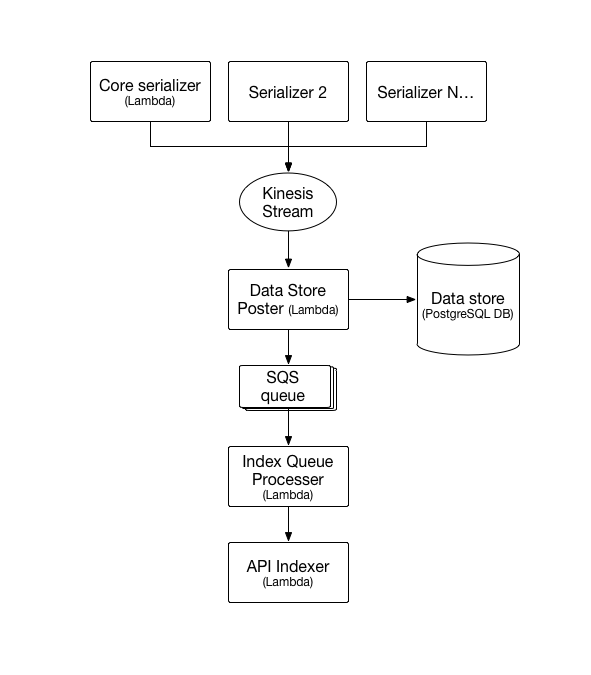 Core serializer
(Lambda)
Serializer 2
Serializer N...
Kinesis
Stream
Data Store
Poster (Lambda)
Data store
(PostgreSQL DB)
SQS
queue
Index Queue
Processer
(Lambda)
API Indexer
(Lambda)